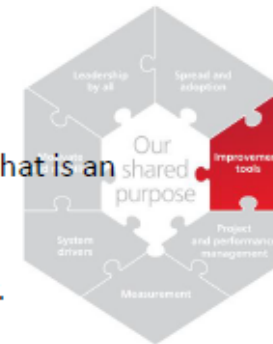 Leadership
by all
Spread and
adoption
hat is an
Our
shared
purpose
Improvement
tools
System
drivers
Project
and performance
management
Measurement